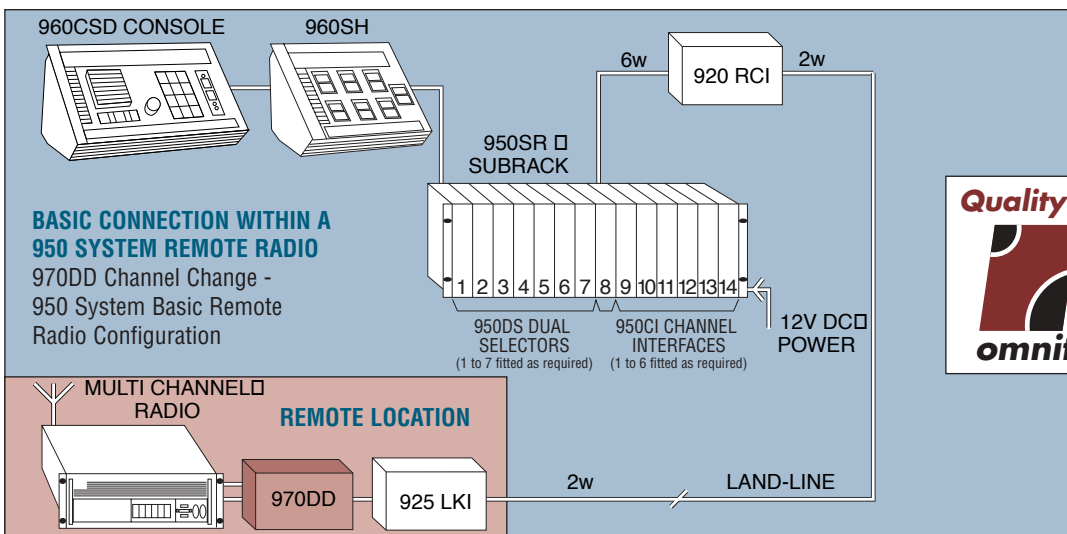 960CSD CONSOLE
960SH
6w
920 RCI
2w
950SR
SUBRACK
BASIC CONNECTION WITHIN A
950 SYSTEM REMOTE RADIO
970DD Channel Change -
950 System Basic Remote
Radio Configuration
1 2 3 4 5 6 7 8 9 10 11 12 13 14
950DS DUAL
SELECTORS
(1 to 7 fitted as required)
950CI CHANNEL
INTERFACES
(1 to 6 fitted as required)
12V DC
POWER
Quality
omnit
MULTI CHANNEL
RADIO
REMOTE LOCATION
970DD
925 LKI
2w
LAND-LINE